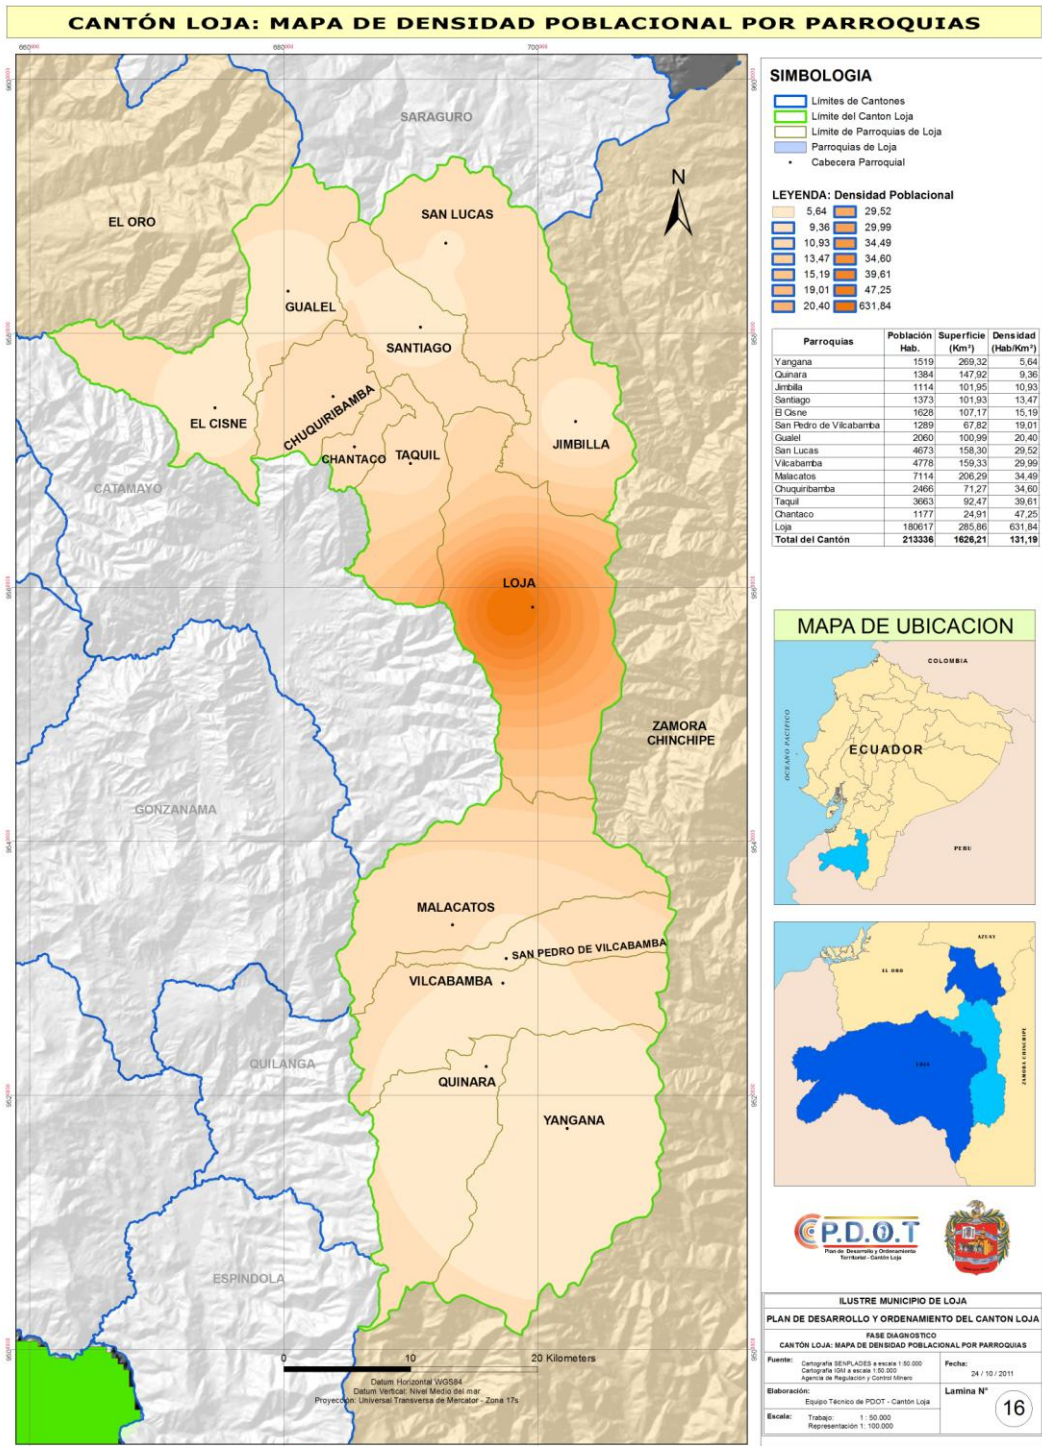 CANTÓN LOJA: MAPA DE DENSIDAD POBLACIONAL POR PARROQUIAS
SARAGURO
EL ORO
SAN LUCAS
GUALEL
SANTIAGO
EL CISNE
CHUQUIRIBAMBA
CHANTACO
TAQUIL
JIMBILLA
CATAMAYO
LOJA
ZAMORA
CHINCHIPE
GONZANAMA
MALACATOS
SAN PEDRO DE VILCABAMBA
VILCABAMBA
QUILANGA
QUINARA
YANGANA
ESPINDOLA
N
0 10 20 Kilometers
Datum Horizontal WGS84
Datum Vertical: Nivel Medio del mar
Proyección: Universal Transversa de Mercator - Zona 17s
SIMBOLOGIA
Límites de Cantones
Límite del Canton Loja
Límite de Parroquias de Loja
Parroquias de Loja
Cabecera Parroquial
LEYENDA: Densidad Poblacional
5,64 29,52
9,36 29,99
10,93 34,49
13,47 34,60
15,19 39,61
19,01 47,25
20,40 631,84
Parroquias Población Hab. Superficie (Km²) Densidad (Hab/Km²)
Yangana 1519 269,32 5,64
Quinara 1384 147,92 9,36
Jimbilla 1114 101,95 10,93
Santiago 1373 101,93 13,47
El Cisne 1628 107,17 15,19
San Pedro de Vilcabamba 1289 67,82 19,01
Gualel 2060 100,99 20,40
San Lucas 4673 158,30 29,52
Vilcabamba 4778 159,33 29,99
Malacatos 7114 206,29 34,49
Chuquiribamba 2466 71,27 34,60
Taquil 3663 92,47 39,61
Chantaco 1177 24,91 47,25
Loja 180617 285,86 631,84
Total del Cantón 213336 1626,21 131,19
MAPA DE UBICACION
COLOMBIA
OCEANO PACIFICO
ECUADOR
PERU
AZUAY
EL ORO
LOJA
ZAMORA CHINCHIPE
P.D.O.T
Plan de Desarrollo y Ordenamiento
Territorial - Cantón Loja
ILUSTRE MUNICIPIO DE LOJA
PLAN DE DESARROLLO Y ORDENAMIENTO DEL CANTON LOJA
FASE DIAGNOSTICO
CANTÓN LOJA: MAPA DE DENSIDAD POBLACIONAL POR PARROQUIAS
Fuente: Cartografía SENPLADES a escala 1:50.000
Cartografía IGM a escala 1:50.000
Agencia de Regulación y Control Minero
Fecha:
24 / 10 / 2011
Elaboración:
Equipo Técnico de PDOT - Cantón Loja
Lamina N°
16
Escala: Trabajo: 1 : 50.000
Representación 1: 100.000